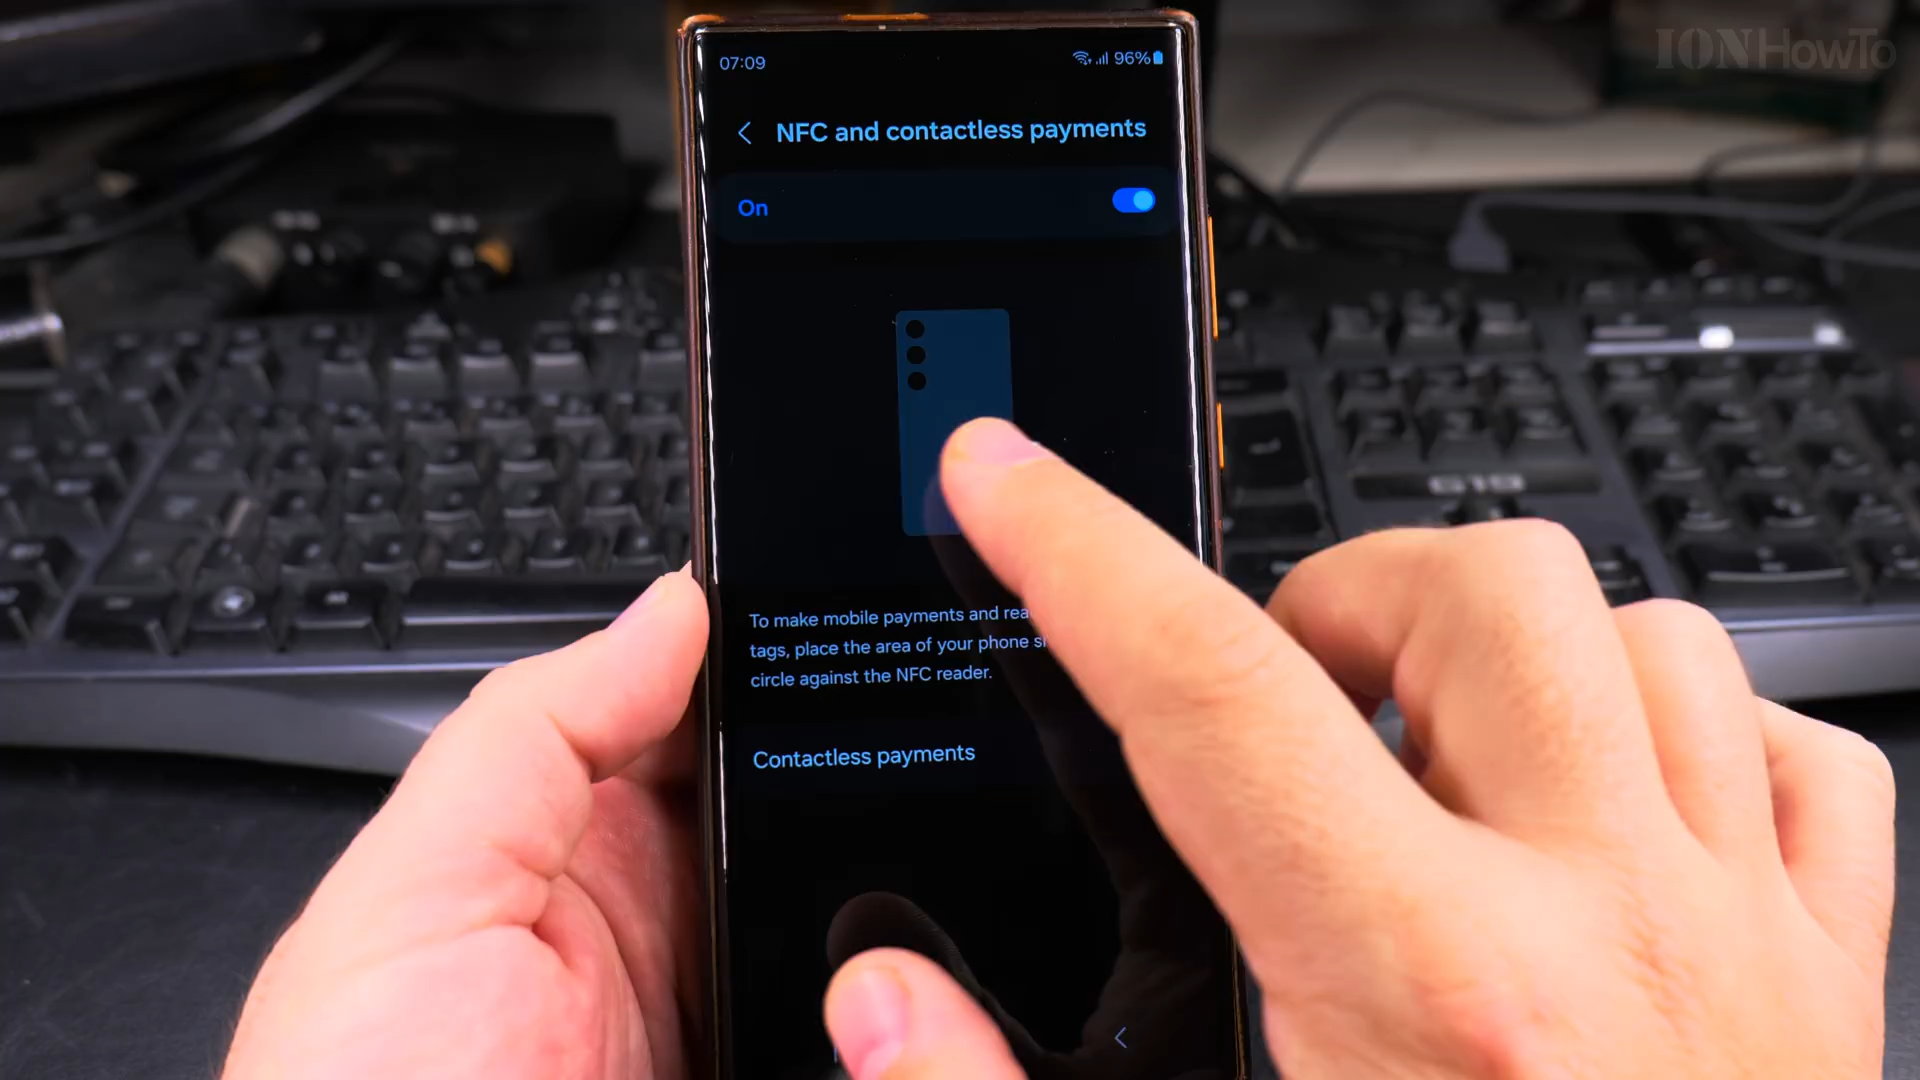 IONHowTo
07:09
96%
NFC and contactless payments
On
To make mobile payments and
tags, place the area of your phone
circle against the NFC reader.
Contactless payments
G19